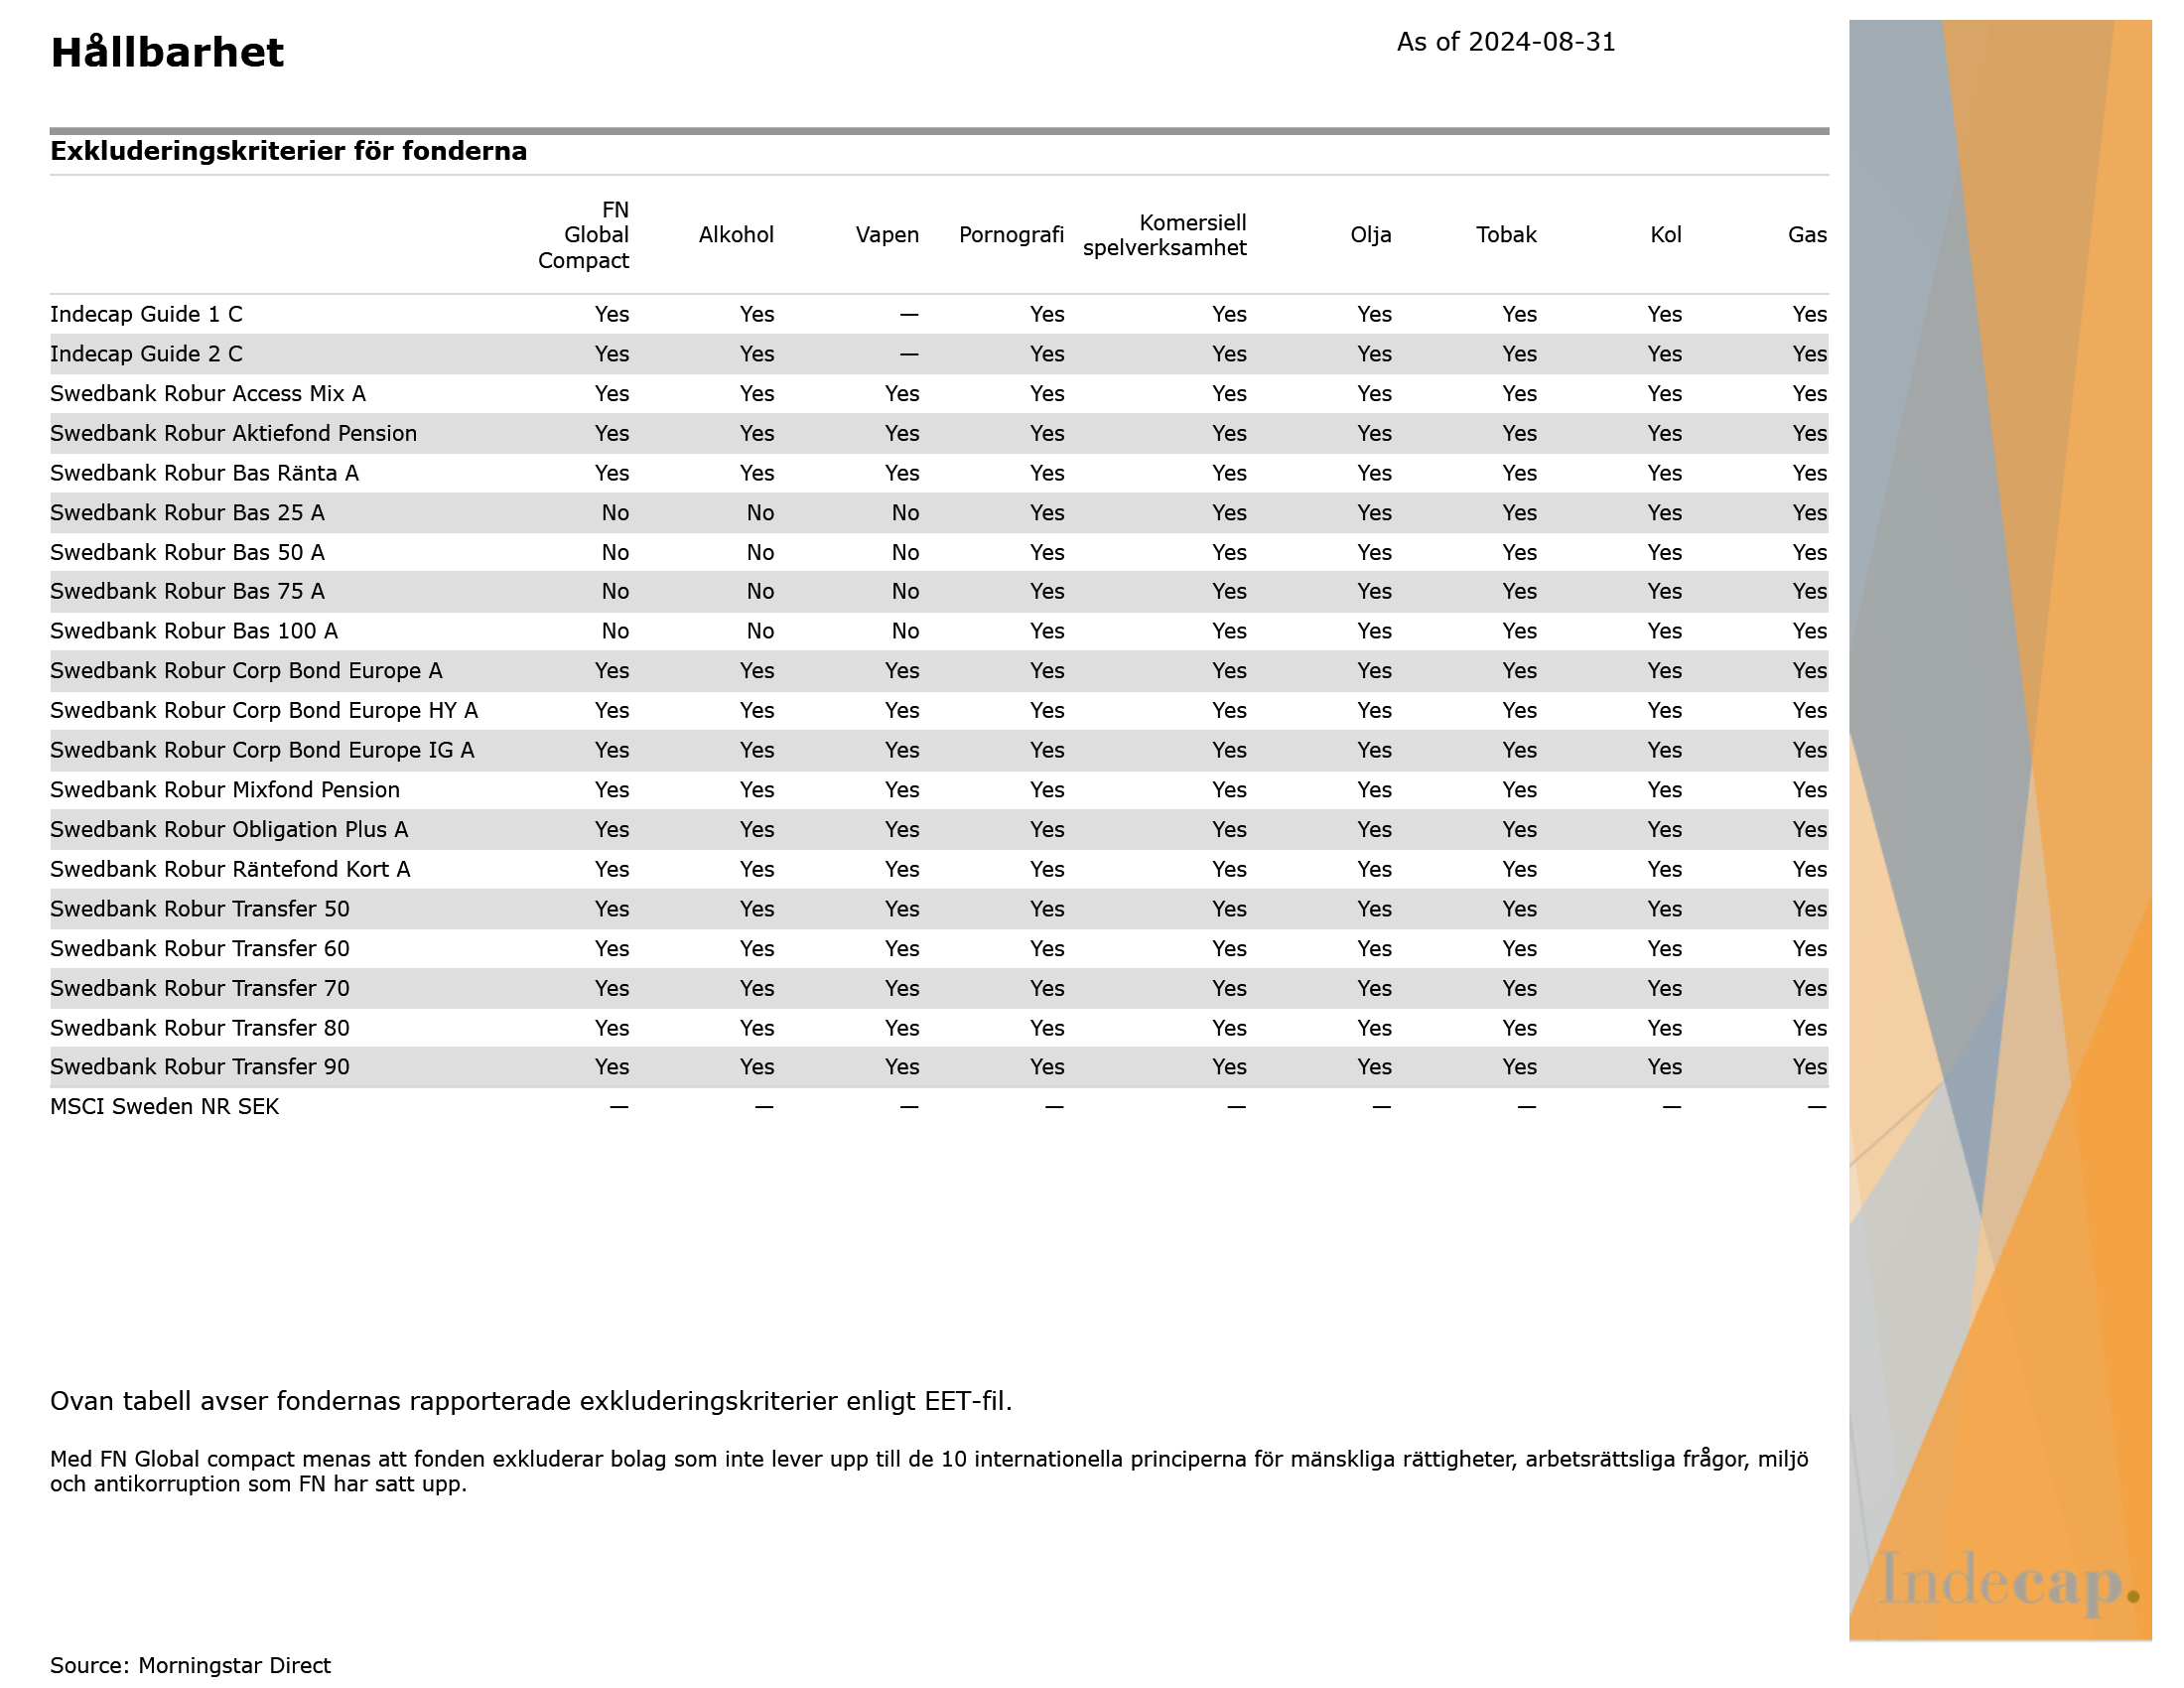 Hållbarhet
As of 2024-08-31
Exkluderingskriterier för fonderna
FN Global Compact Alkohol Vapen Pornografi Komersiell spelverksamhet Olja Tobak Kol Gas
Indecap Guide 1 C Yes Yes — Yes Yes Yes Yes Yes Yes
Indecap Guide 2 C Yes Yes — Yes Yes Yes Yes Yes Yes
Swedbank Robur Access Mix A Yes Yes Yes Yes Yes Yes Yes Yes Yes
Swedbank Robur Aktiefond Pension Yes Yes Yes Yes Yes Yes Yes Yes Yes
Swedbank Robur Bas Ränta A Yes Yes Yes Yes Yes Yes Yes Yes Yes
Swedbank Robur Bas 25 A No No No Yes Yes Yes Yes Yes Yes
Swedbank Robur Bas 50 A No No No Yes Yes Yes Yes Yes Yes
Swedbank Robur Bas 75 A No No No Yes Yes Yes Yes Yes Yes
Swedbank Robur Bas 100 A No No No Yes Yes Yes Yes Yes Yes
Swedbank Robur Corp Bond Europe A Yes Yes Yes Yes Yes Yes Yes Yes Yes
Swedbank Robur Corp Bond Europe HY A Yes Yes Yes Yes Yes Yes Yes Yes Yes
Swedbank Robur Corp Bond Europe IG A Yes Yes Yes Yes Yes Yes Yes Yes Yes
Swedbank Robur Mixfond Pension Yes Yes Yes Yes Yes Yes Yes Yes Yes
Swedbank Robur Obligation Plus A Yes Yes Yes Yes Yes Yes Yes Yes Yes
Swedbank Robur Räntefond Kort A Yes Yes Yes Yes Yes Yes Yes Yes Yes
Swedbank Robur Transfer 50 Yes Yes Yes Yes Yes Yes Yes Yes Yes
Swedbank Robur Transfer 60 Yes Yes Yes Yes Yes Yes Yes Yes Yes
Swedbank Robur Transfer 70 Yes Yes Yes Yes Yes Yes Yes Yes Yes
Swedbank Robur Transfer 80 Yes Yes Yes Yes Yes Yes Yes Yes Yes
Swedbank Robur Transfer 90 Yes Yes Yes Yes Yes Yes Yes Yes Yes
MSCI Sweden NR SEK — — — — — — — — —
Ovan tabell avser fondernas rapporterade exkluderingskriterier enligt EET-fil.
Med FN Global compact menas att fonden exkluderar bolag som inte lever upp till de 10 internationella principerna för mänskliga rättigheter, arbetsrättsliga frågor, miljö
och antikorruption som FN har satt upp.
Indecap.
Source: Morningstar Direct